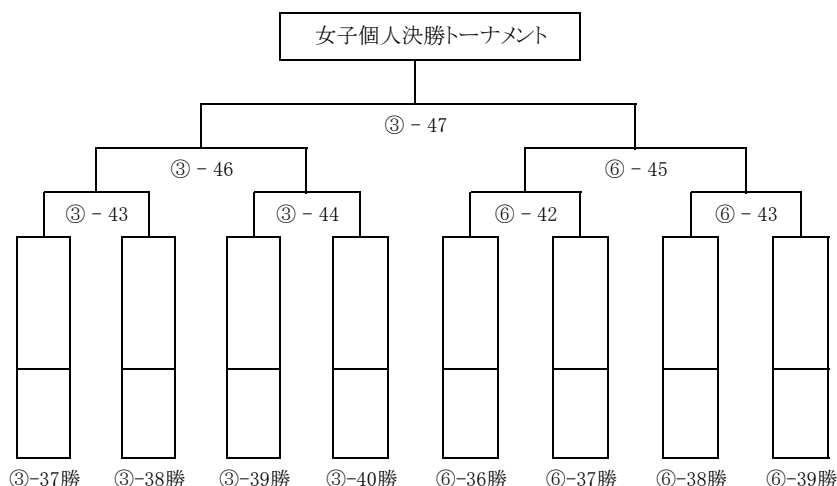 女子個人決勝トーナメント
③ - 47
③ - 46
⑥ - 45
③ - 43
③ - 44
⑥ - 42
⑥ - 43
③-37勝
③-38勝
③-39勝
③-40勝
⑥-36勝
⑥-37勝
⑥-38勝
⑥-39勝